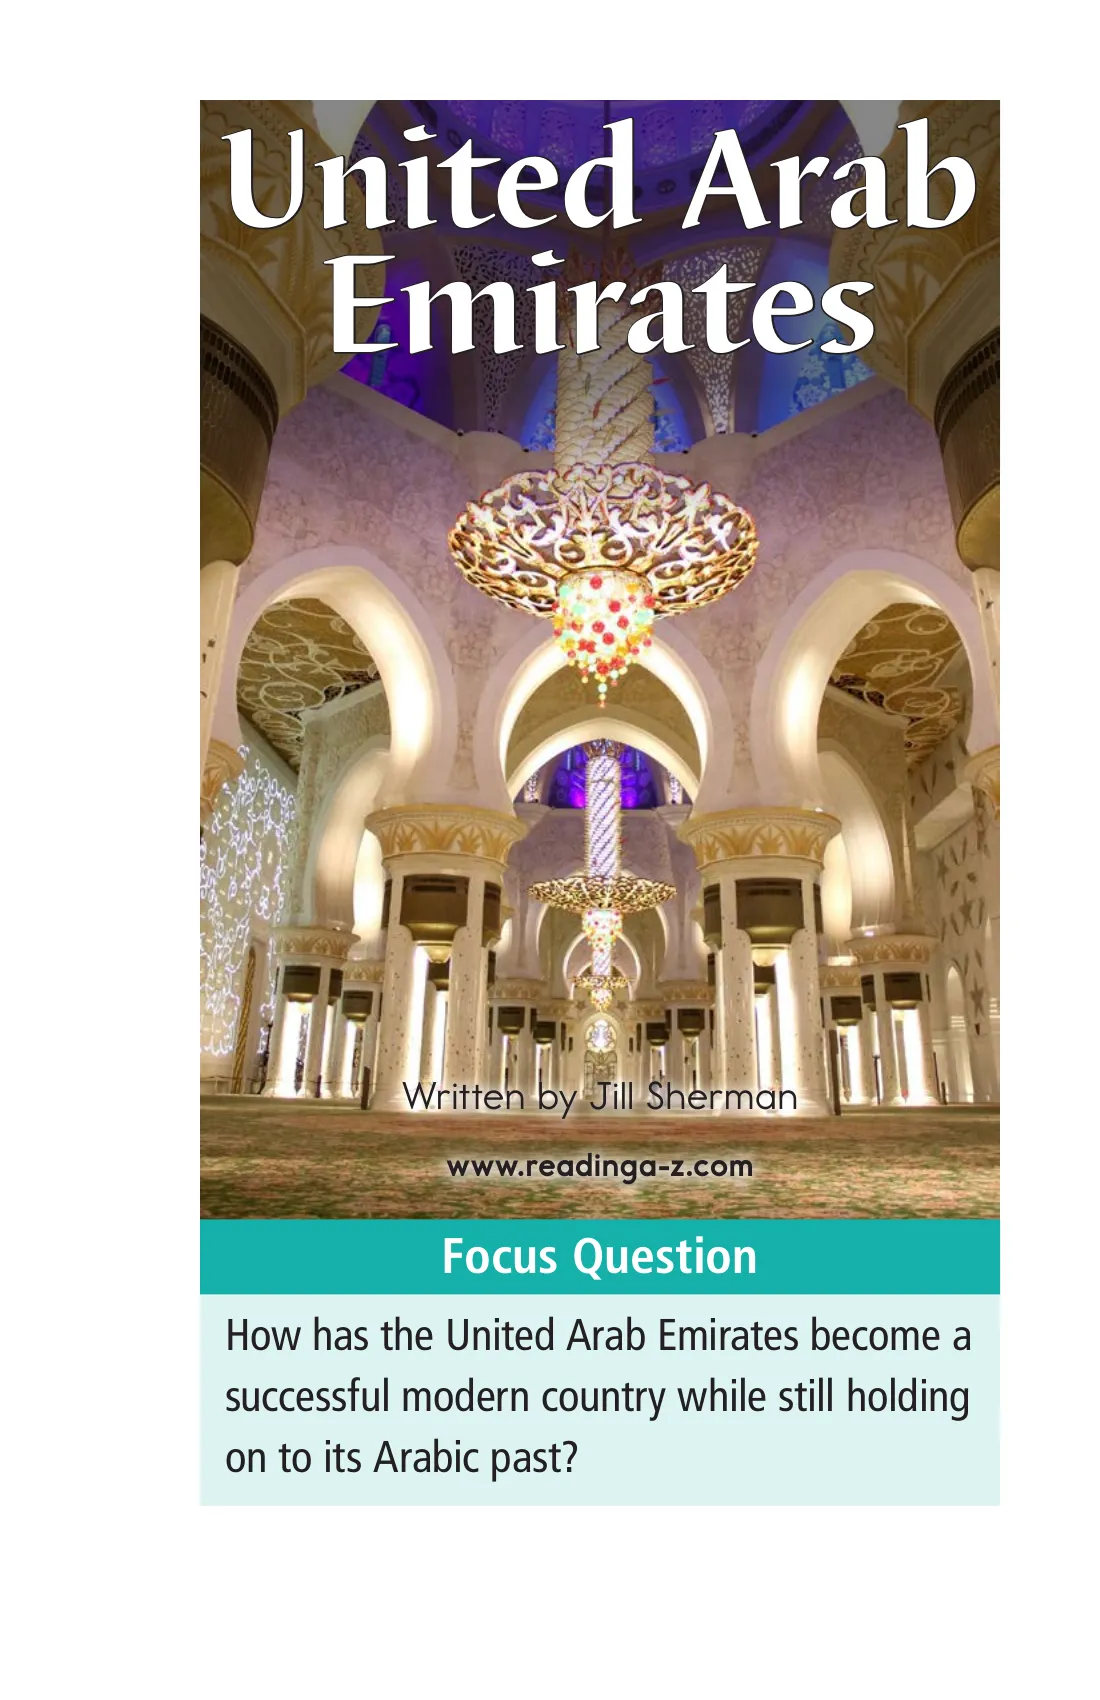 United Arab
Emirates
Written by Jill Sherman
www.readinga-z.com
Focus Question
How has the United Arab Emirates become a
successful modern country while still holding
on to its Arabic past?